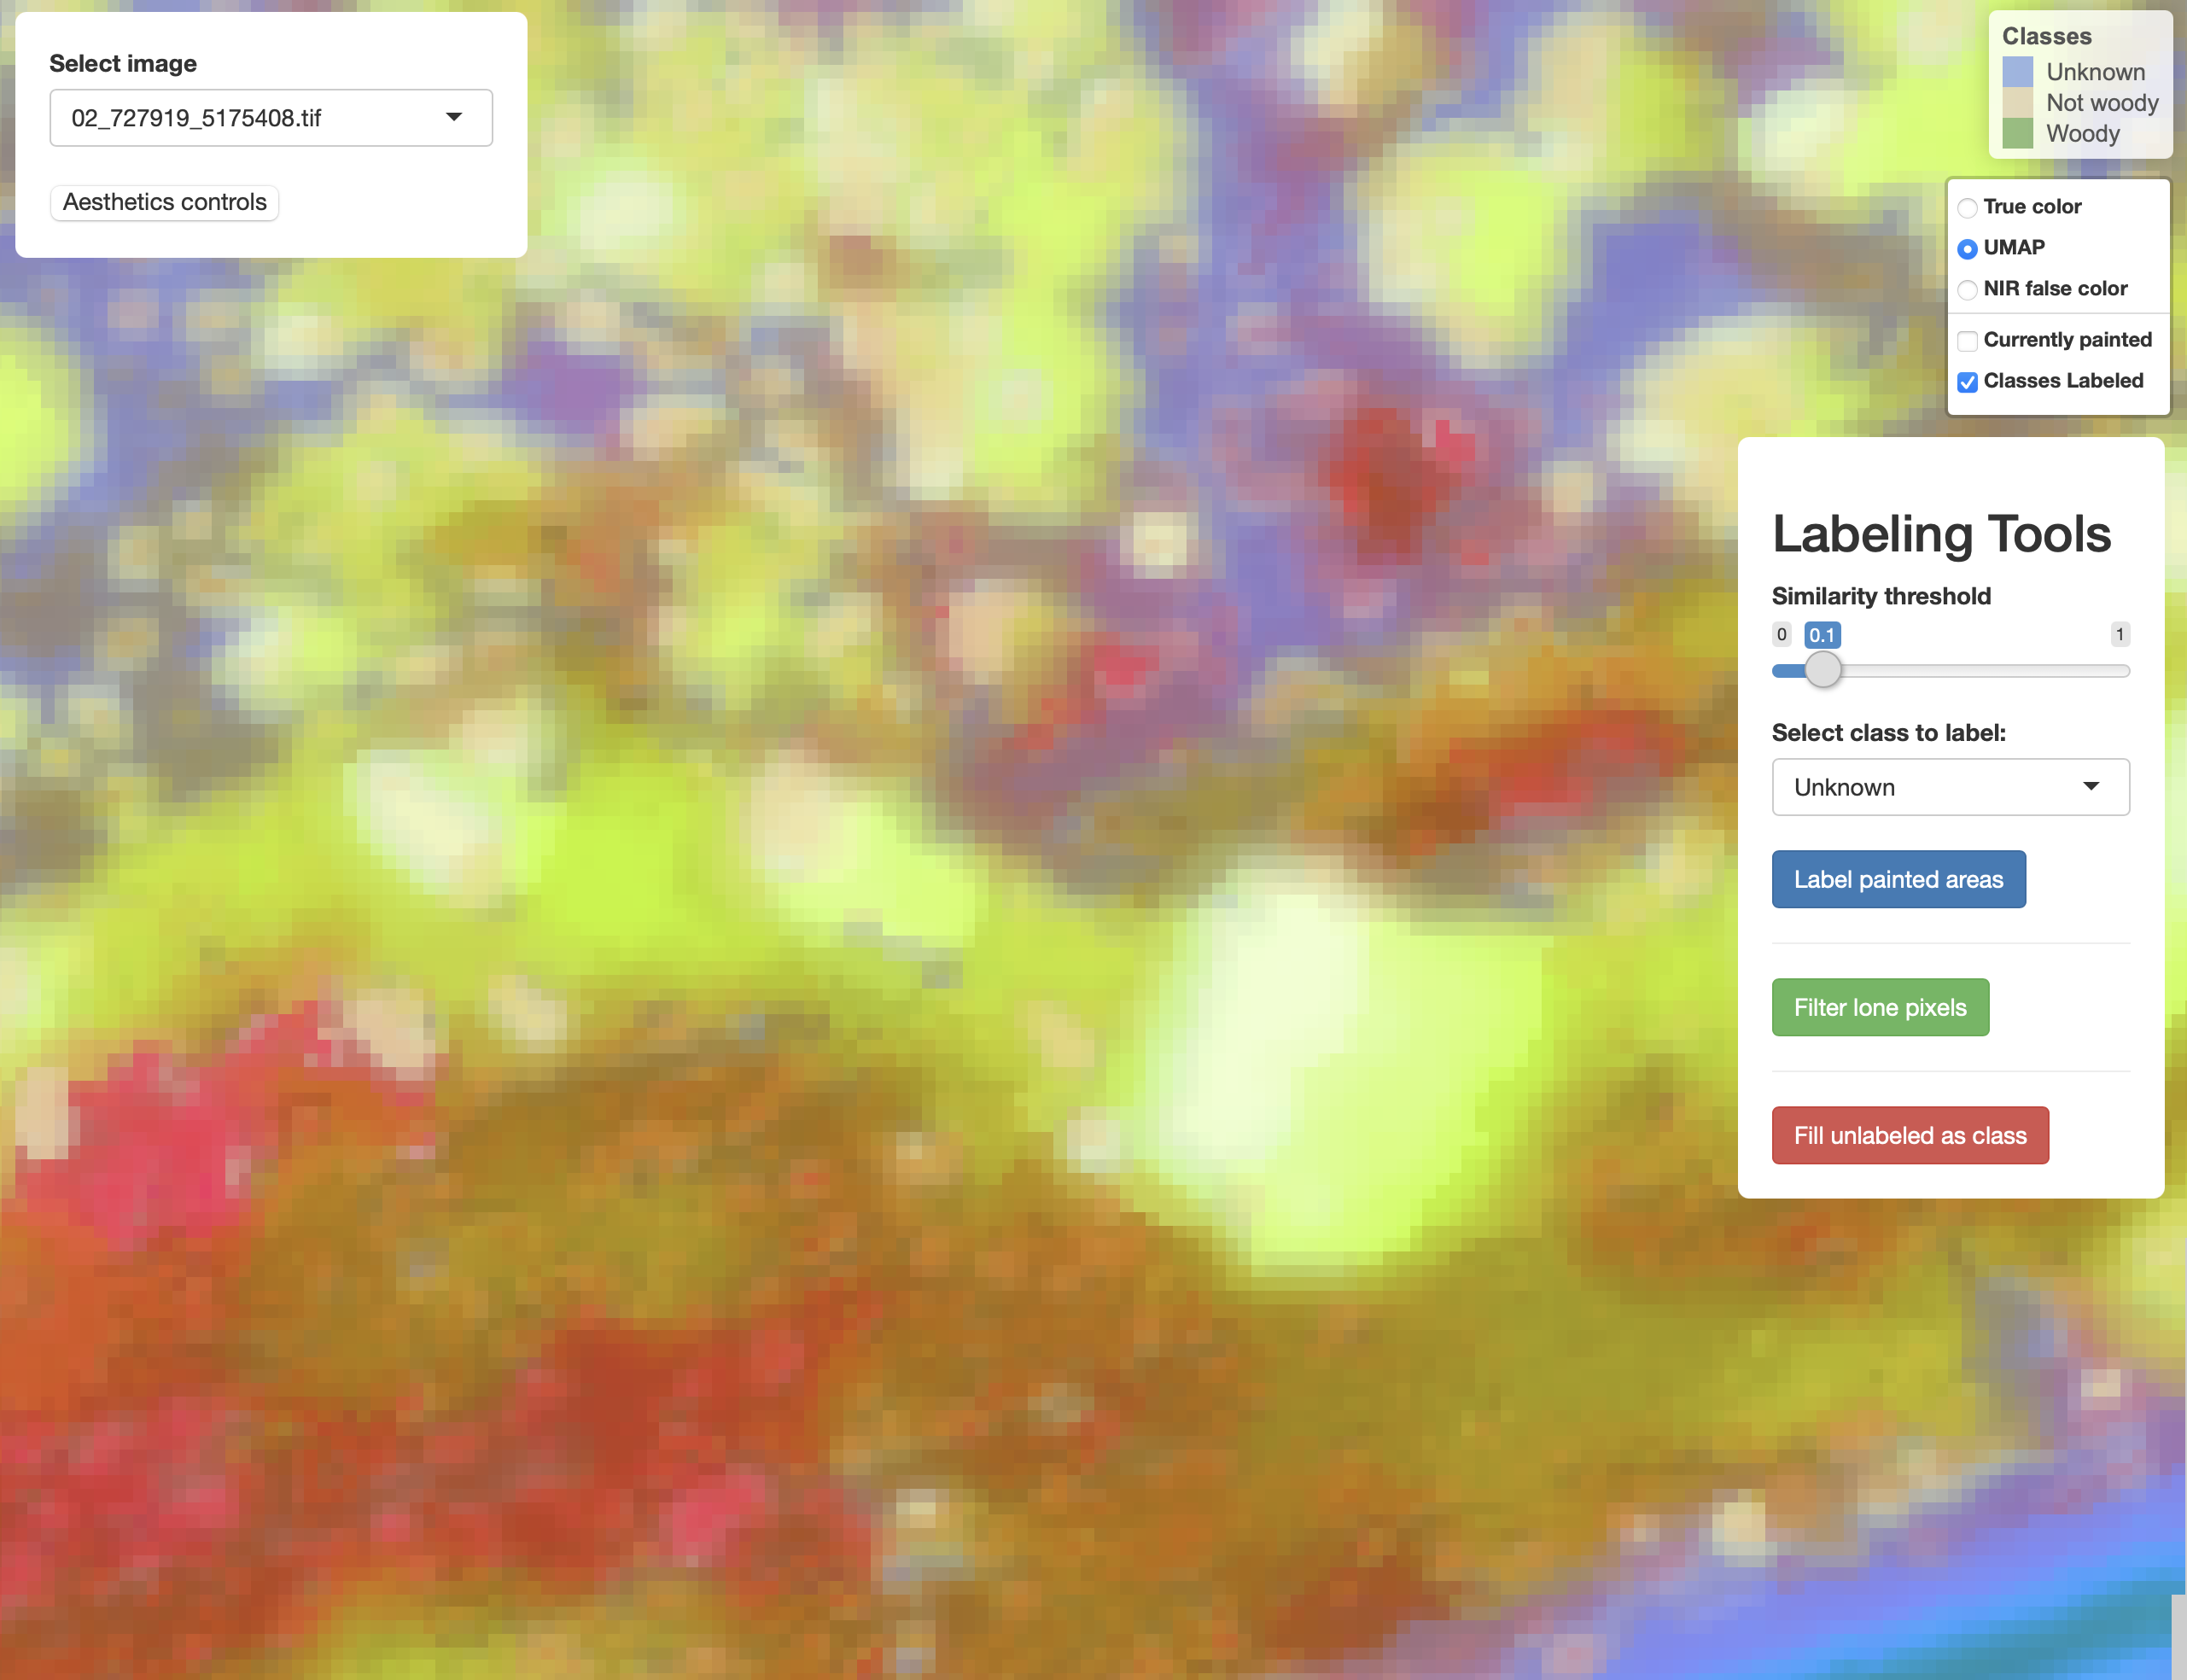 Select image
02_727919_5175408.tif
Aesthetics controls
Classes
Unknown
Not woody
Woody
True color
UMAP
NIR false color
Currently painted
Classes Labeled
Labeling Tools
Similarity threshold
0 0.1 1
Select class to label:
Unknown
Label painted areas
Filter lone pixels
Fill unlabeled as class